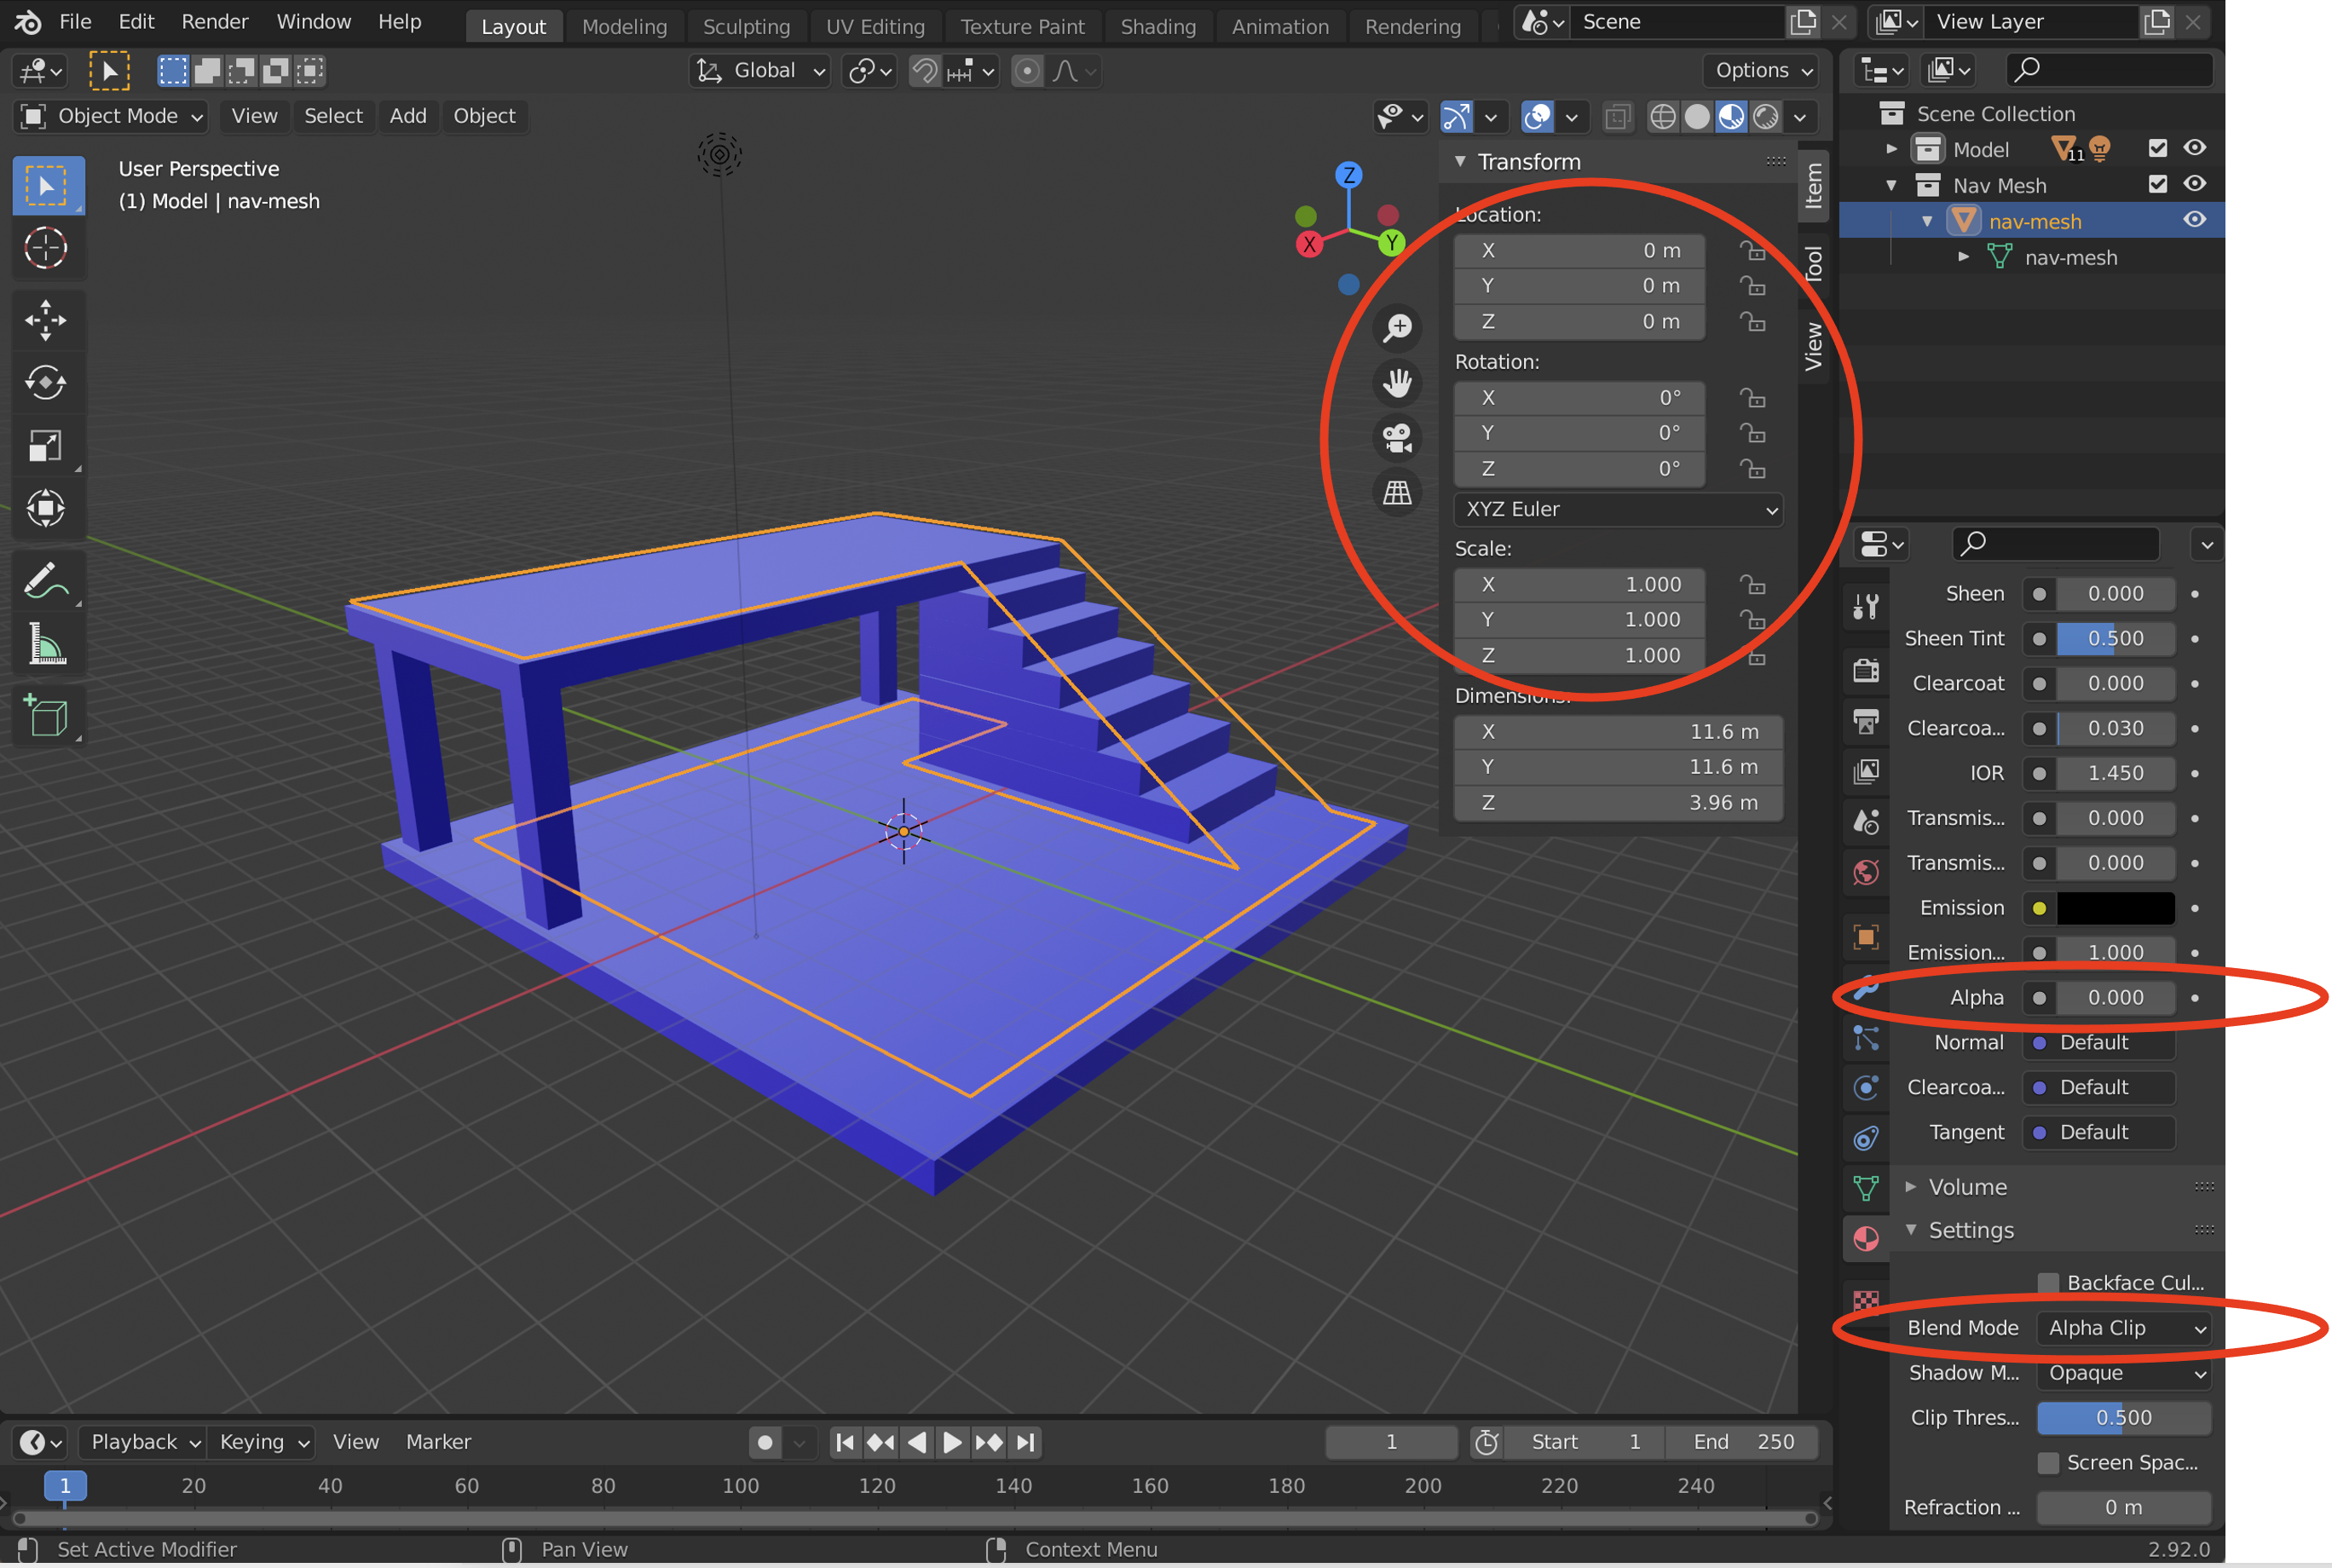 File Edit Render Window Help Layout Modeling Sculpting UV Editing Texture Paint Shading Animation Rendering Scene View Layer
Global Options
Object Mode View Select Add Object
User Perspective
(1) Model | nav-mesh
Z
X
Y
Transform
Location:
X 0 m
Y 0 m
Z 0 m
Rotation:
X 0°
Y 0°
Z 0°
XYZ Euler
Scale:
X 1.000
Y 1.000
Z 1.000
Dimensions:
X 11.6 m
Y 11.6 m
Z 3.96 m
Item
Tool
View
Scene Collection
Model 11
Nav Mesh
nav-mesh
nav-mesh
Sheen 0.000
Sheen Tint 0.500
Clearcoat 0.000
Clearcoa... 0.030
IOR 1.450
Transmis... 0.000
Transmis... 0.000
Emission
Emission... 1.000
Alpha 0.000
Normal Default
Clearcoa... Default
Tangent Default
Volume
Settings
Backface Cul...
Blend Mode Alpha Clip
Shadow M... Opaque
Clip Thres... 0.500
Screen Spac...
Refraction ... 0 m
Playback Keying View Marker 1 Start 1 End 250
1 20 40 60 80 100 120 140 160 180 200 220 240
Set Active Modifier Pan View Context Menu 2.92.0